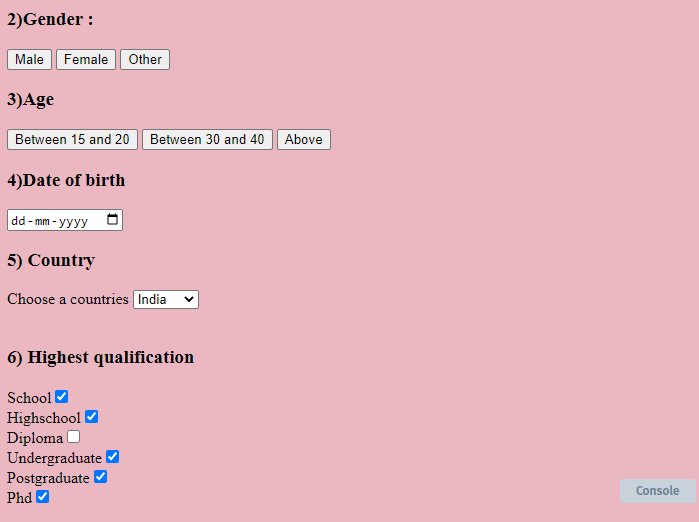 2)Gender :
Male Female Other
3)Age
Between 15 and 20 Between 30 and 40 Above
4)Date of birth
dd-mm-yyyy
5) Country
Choose a countries India
6) Highest qualification
School
Highschool
Diploma
Undergraduate
Postgraduate
Console
Phd